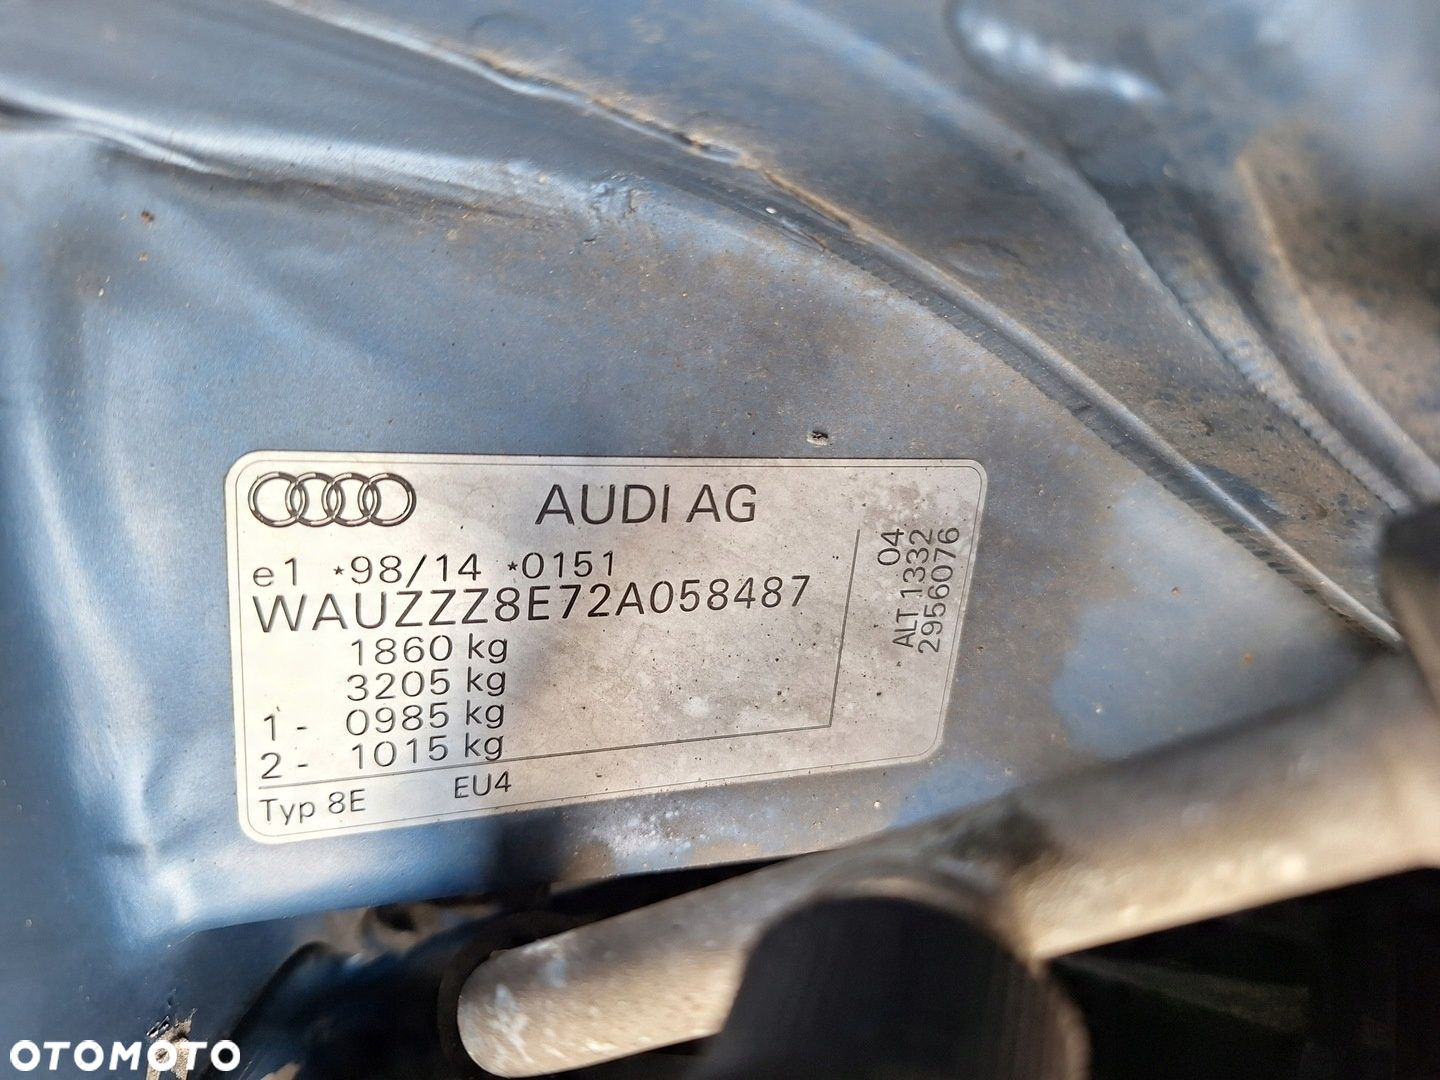 AUDI AG
e1 *98/14 *0151
WAUZZZ8E72A058487
1860 kg
3205 kg
1 - 0985 kg
2 - 1015 kg
Typ 8E EU4
04
ALT 1332
2956076
OTOMOTO